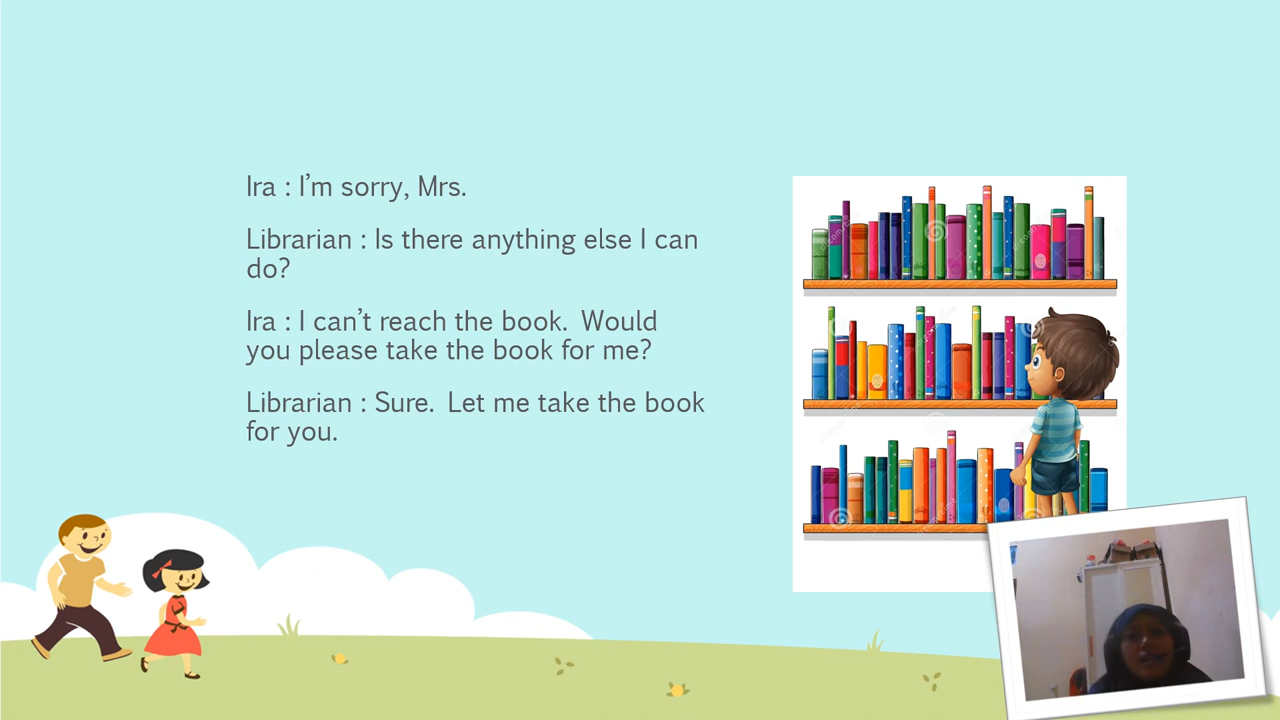 Ira : I’m sorry, Mrs.
Librarian : Is there anything else I can
do?
Ira : I can’t reach the book.  Would
you please take the book for me?
Librarian : Sure.  Let me take the book
for you.